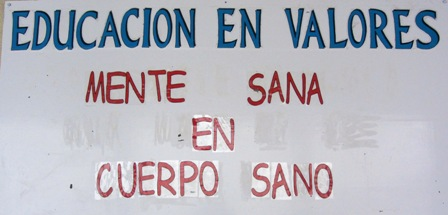 EDUCACION EN VALORES
MENTE SANA
EN
CUERPO SANO